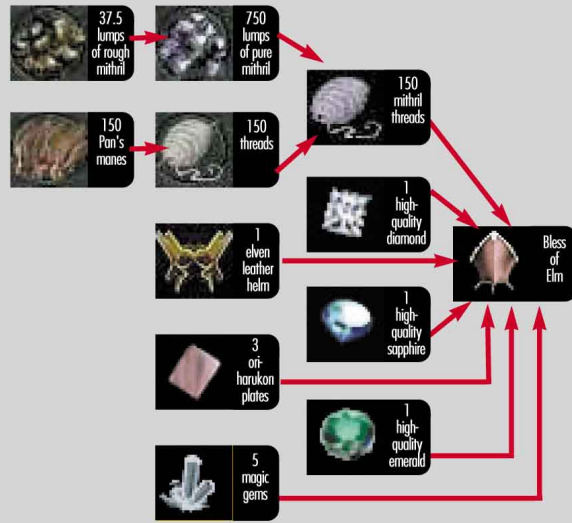 37.5
lumps
of rough
mithril
750
lumps
of pure
mithril
150
Pan's
manes
150
threads
150
mithril
threads
1
high-
quality
diamond
1
elven
leather
helm
Bless
of
Elm
1
high-
quality
sapphire
3
ori-
harukon
plates
1
high-
quality
emerald
5
magic
gems